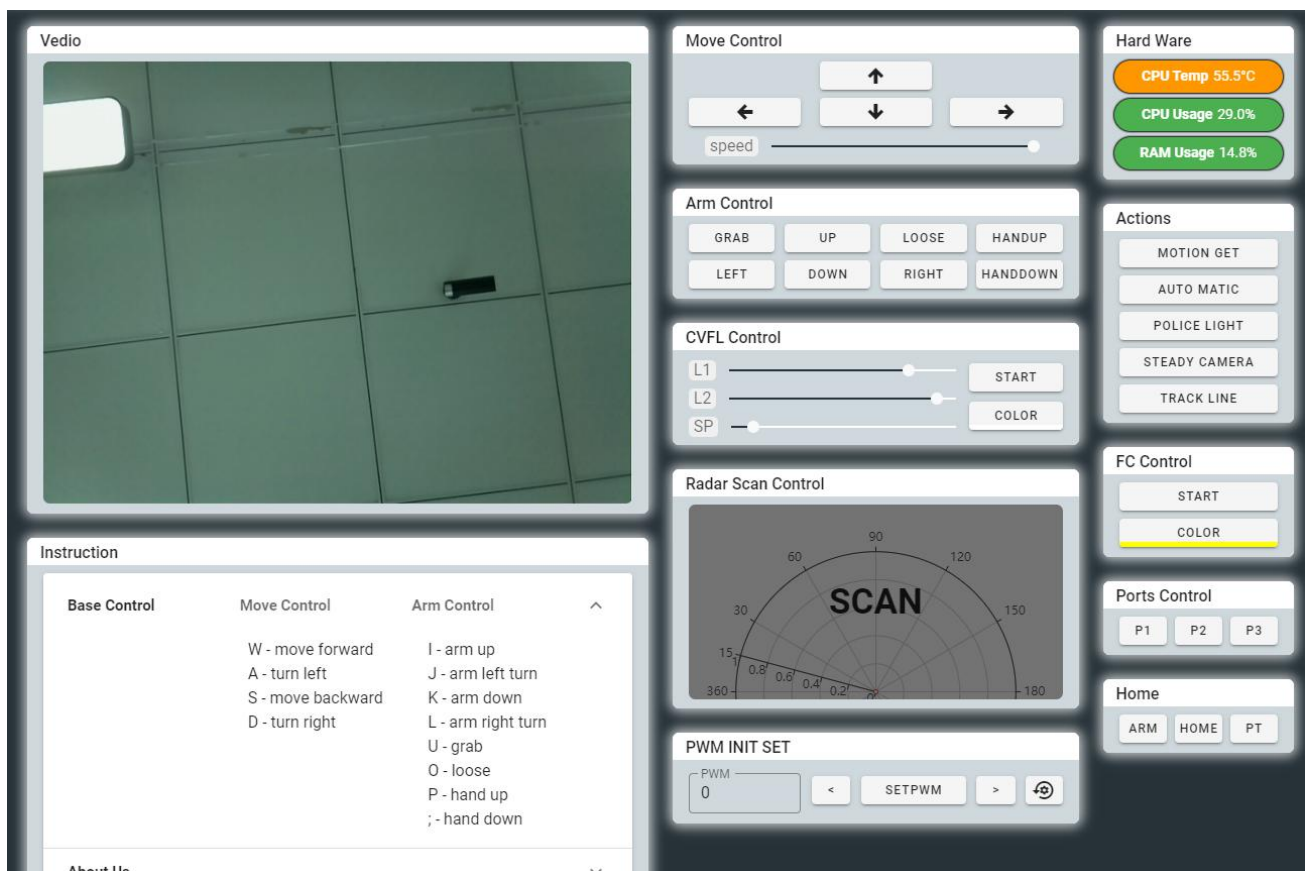 Vedio
Move Control
speed
Arm Control
GRAB UP LOOSE HANDUP
LEFT DOWN RIGHT HANDDOWN
CVFL Control
L1
START
L2
COLOR
SP
Radar Scan Control
90
60 120
SCAN
30 150
15
1 0.8 0.6 0.4 0.2 0
360 180
PWM INIT SET
PWM
0 < SETPWM >
Hard Ware
CPU Temp 55.5°C
CPU Usage 29.0%
RAM Usage 14.8%
Actions
MOTION GET
AUTO MATIC
POLICE LIGHT
STEADY CAMERA
TRACK LINE
FC Control
START
COLOR
Ports Control
P1 P2 P3
Home
ARM HOME PT
Instruction
Base Control Move Control Arm Control
W - move forward I - arm up
A - turn left J - arm left turn
S - move backward K - arm down
D - turn right L - arm right turn
U - grab
O - loose
P - hand up
; - hand down
About Us